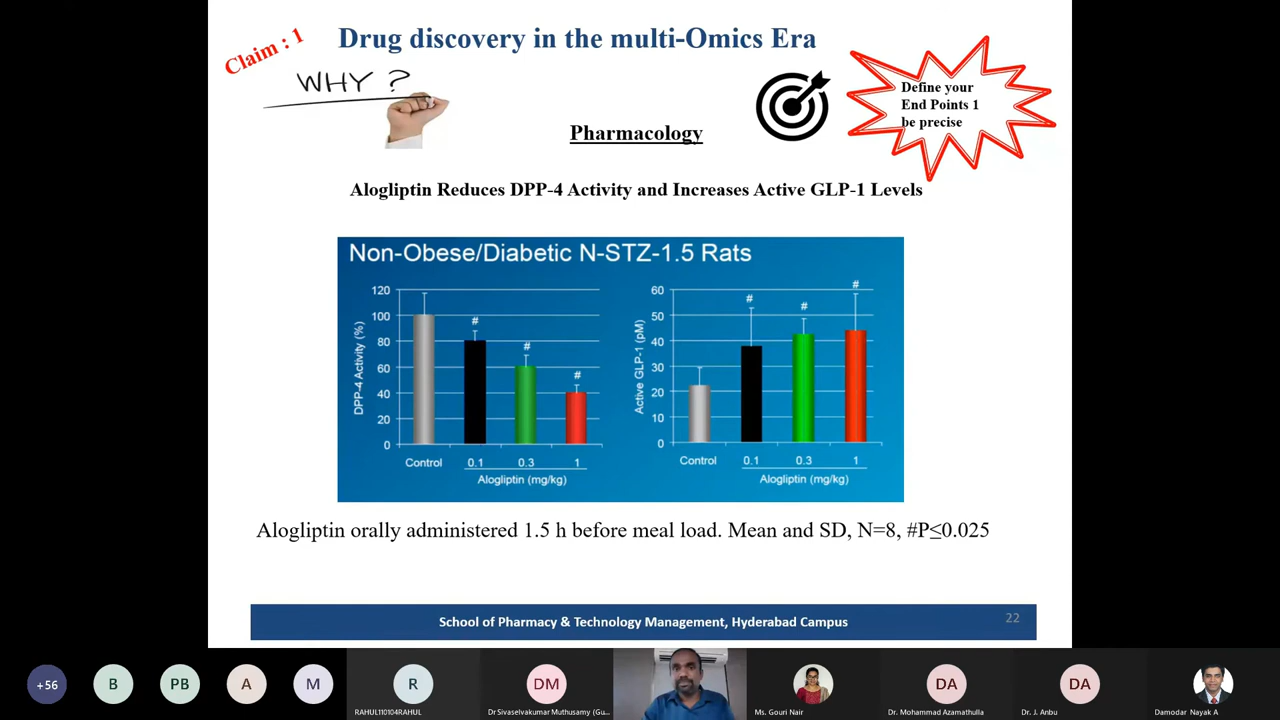 Claim : 1
Drug discovery in the multi-Omics Era
WHY ?
Define your
End Points 1
be precise
Pharmacology
Alogliptin Reduces DPP-4 Activity and Increases Active GLP-1 Levels
Non-Obese/Diabetic N-STZ-1.5 Rats
DPP-4 Activity (%)
120
100
80
60
40
20
0
#
#
#
Control
0.1
0.3
1
Alogliptin (mg/kg)
Active GLP-1 (pM)
60
50
40
30
20
10
0
#
#
#
Control
0.1
0.3
1
Alogliptin (mg/kg)
Alogliptin orally administered 1.5 h before meal load. Mean and SD, N=8, #P≤0.025
School of Pharmacy & Technology Management, Hyderabad Campus
22
+56
B
PB
A
M
R
RAHUL110104RAHUL
DM
Dr Sivaselvakumar Muthusamy (Gu...
Ms. Gouri Nair
DA
Dr. Mohammad Azamathulla
DA
Dr. J. Anbu
Damodar Nayak A